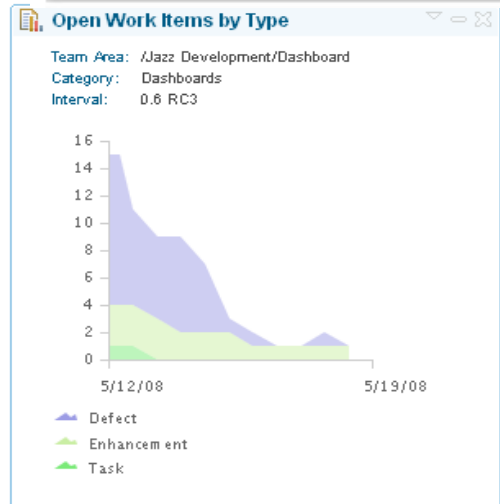 Open Work Items by Type
Team Area: /Jazz Development/Dashboard
Category: Dashboards
Interval: 0.6 RC3
16
14
12
10
8
6
4
2
0
5/12/08 5/19/08
Defect
Enhancement
Task